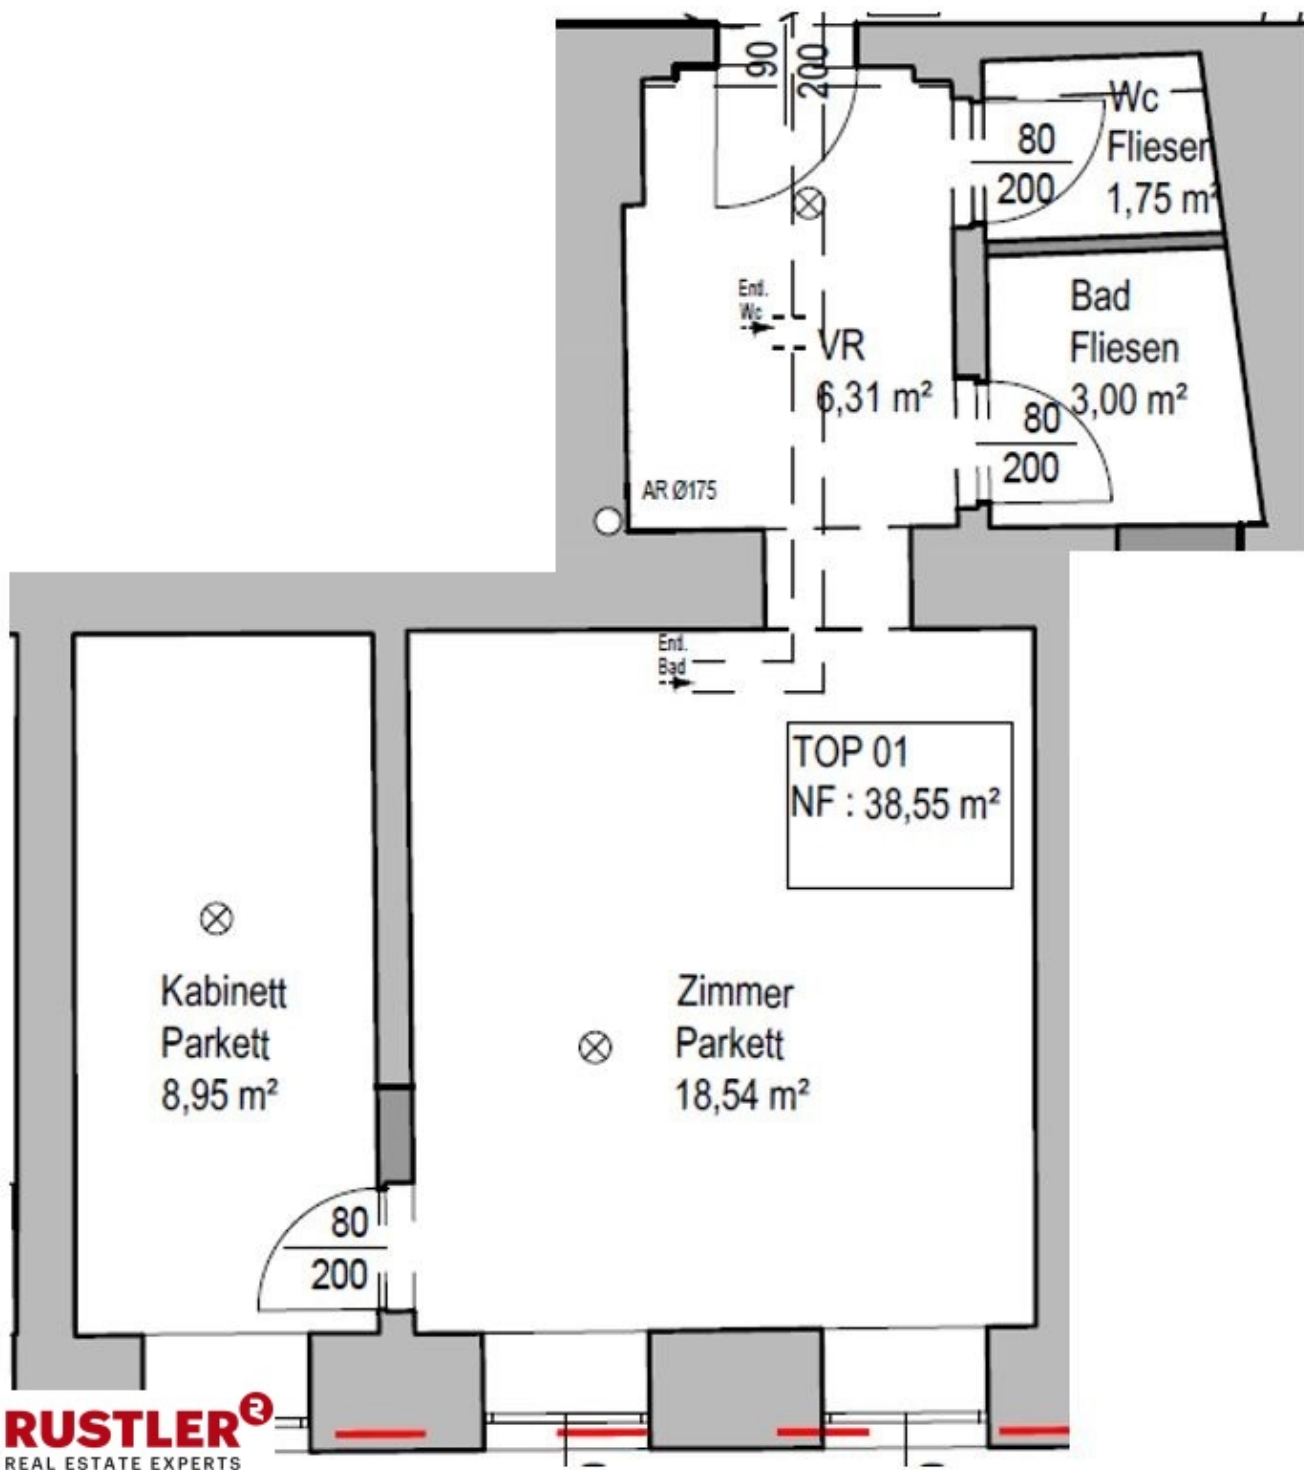 90
200
Wc
Fliesen
1,75 m²
80
200
Entl.
Wc
VR
6,31 m²
Bad
Fliesen
3,00 m²
80
200
AR Ø175
Entl.
Bad
TOP 01
NF : 38,55 m²
Kabinett
Parkett
8,95 m²
Zimmer
Parkett
18,54 m²
80
200
RUSTLER
REAL ESTATE EXPERTS